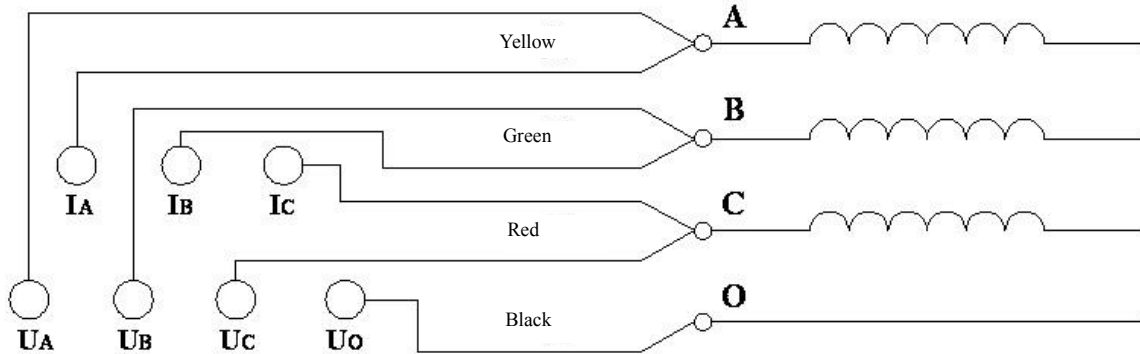 A
Yellow
B
Green
IA IB IC
C
Red
O
Black
UA UB UC UO